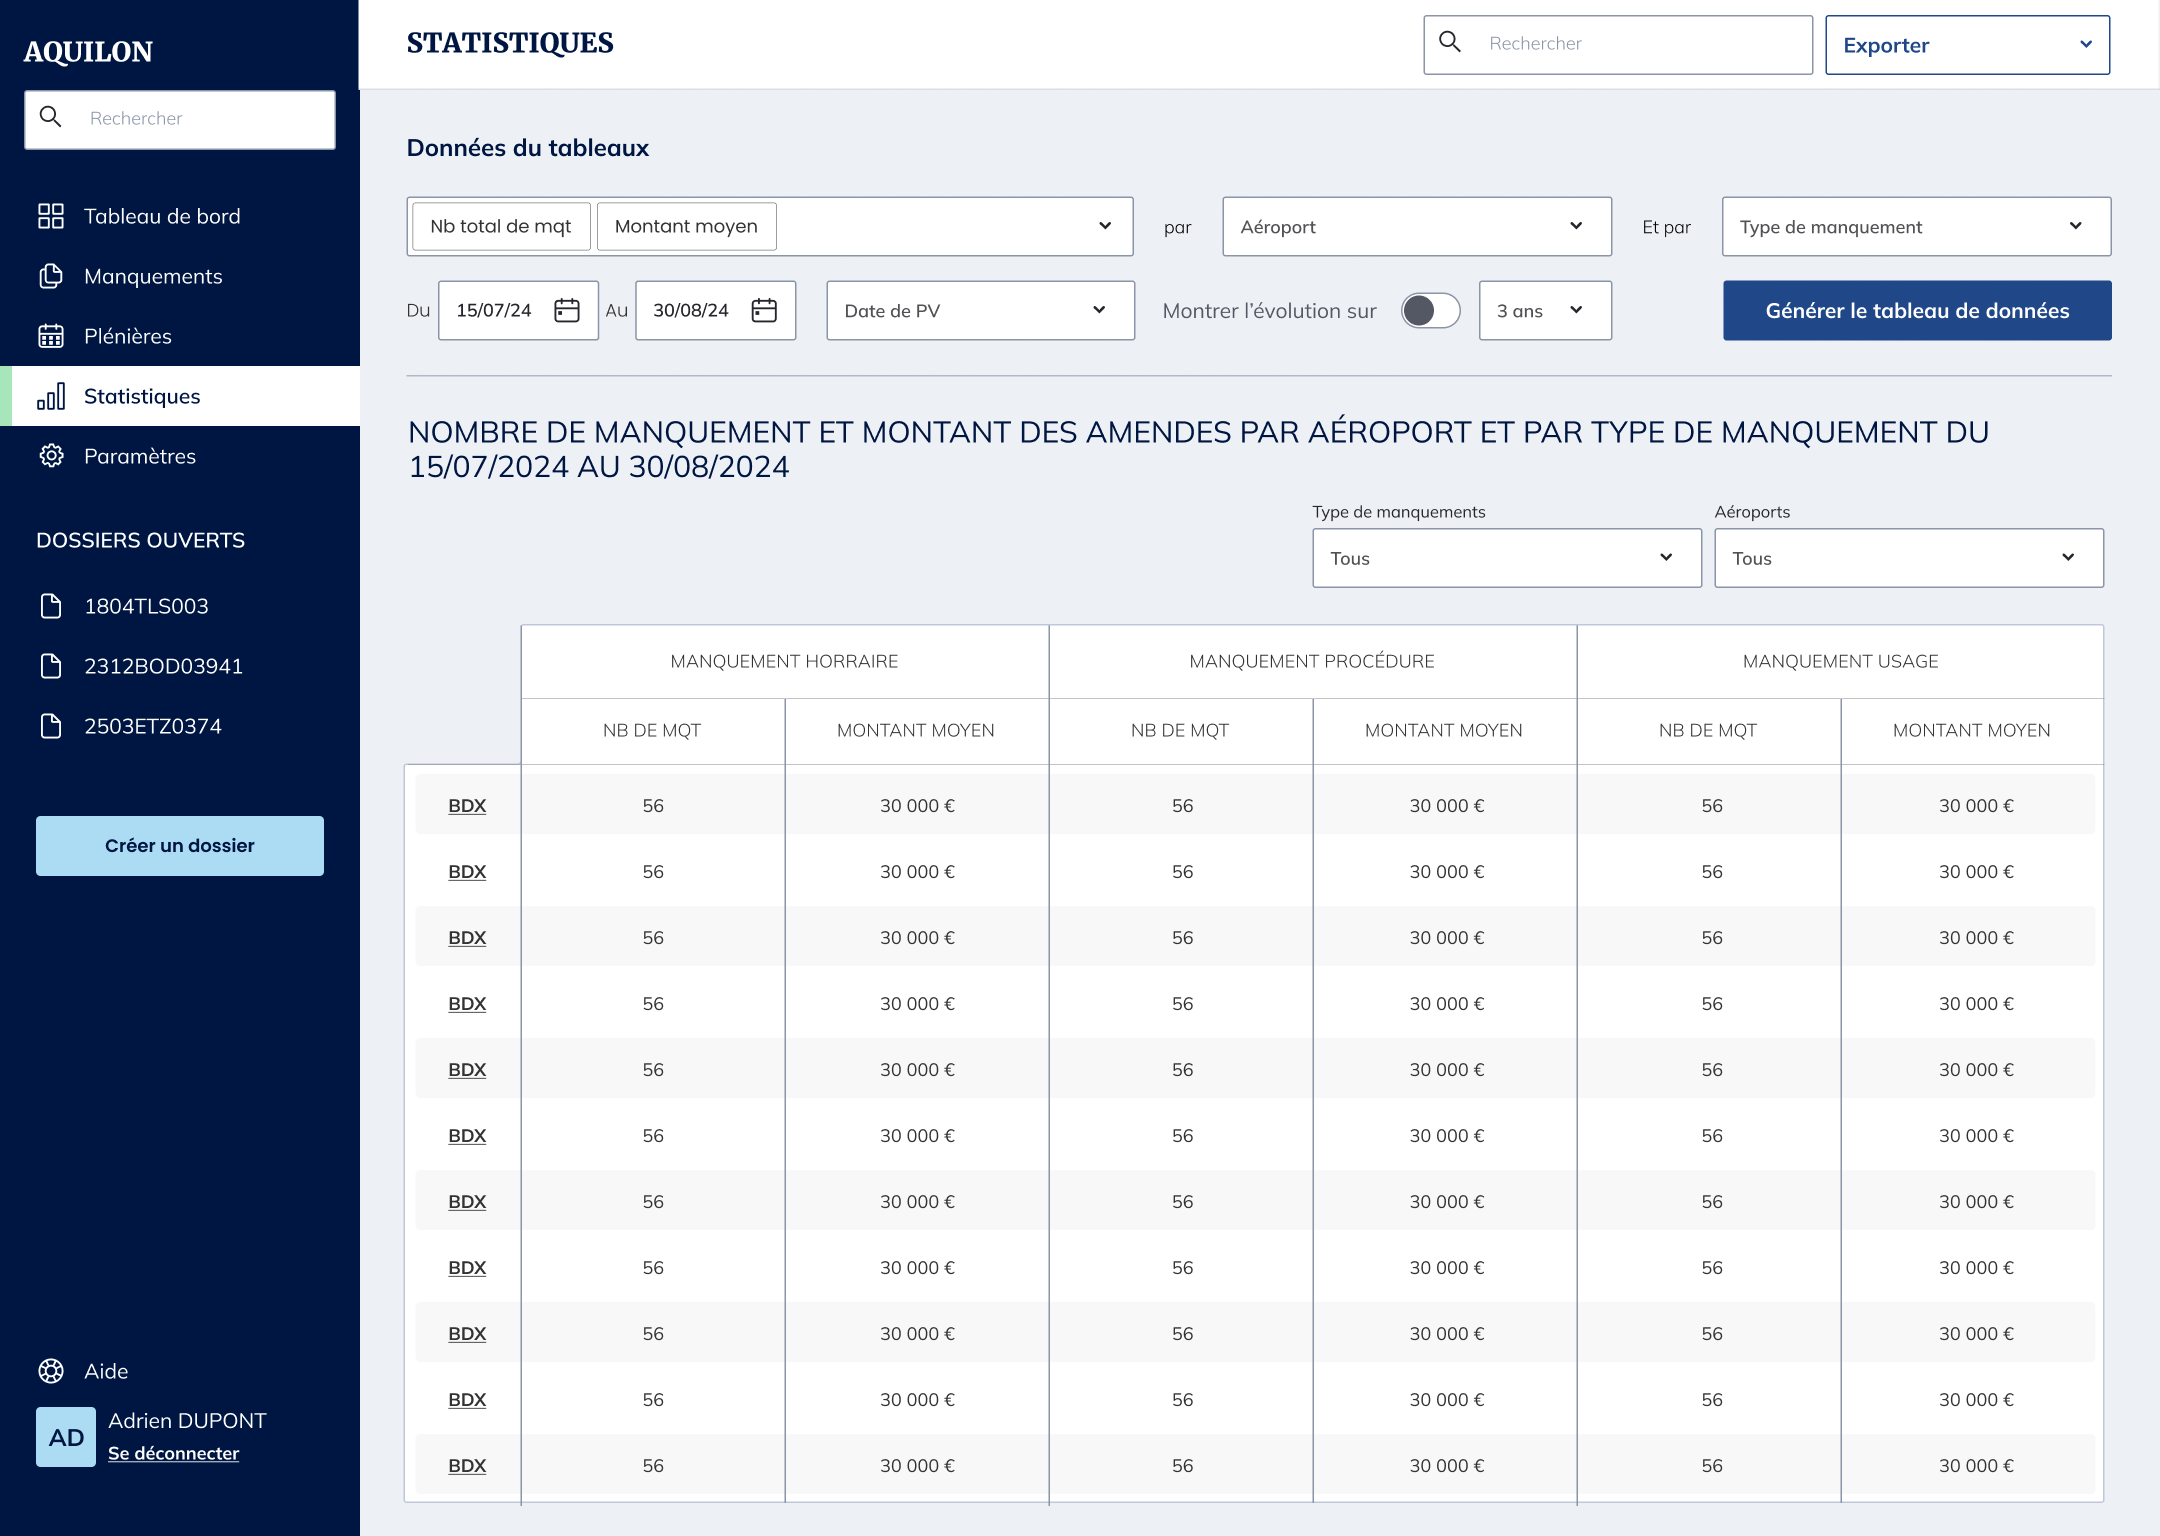 AQUILON
Rechercher
Tableau de bord
Manquements
Plénières
Statistiques
Paramètres
DOSSIERS OUVERTS
1804TLS003
2312BOD03941
2503ETZ0374
Créer un dossier
Aide
AD
Adrien DUPONT
Se déconnecter
STATISTIQUES
Rechercher
Exporter
Données du tableaux
Nb total de mqt Montant moyen par Aéroport Et par Type de manquement
Du 15/07/24 Au 30/08/24 Date de PV Montrer l’évolution sur 3 ans Générer le tableau de données
NOMBRE DE MANQUEMENT ET MONTANT DES AMENDES PAR AÉROPORT ET PAR TYPE DE MANQUEMENT DU
15/07/2024 AU 30/08/2024
Type de manquements Aéroports
Tous Tous
MANQUEMENT HORRAIRE MANQUEMENT PROCÉDURE MANQUEMENT USAGE
NB DE MQT MONTANT MOYEN NB DE MQT MONTANT MOYEN NB DE MQT MONTANT MOYEN
BDX 56 30 000 € 56 30 000 € 56 30 000 €
BDX 56 30 000 € 56 30 000 € 56 30 000 €
BDX 56 30 000 € 56 30 000 € 56 30 000 €
BDX 56 30 000 € 56 30 000 € 56 30 000 €
BDX 56 30 000 € 56 30 000 € 56 30 000 €
BDX 56 30 000 € 56 30 000 € 56 30 000 €
BDX 56 30 000 € 56 30 000 € 56 30 000 €
BDX 56 30 000 € 56 30 000 € 56 30 000 €
BDX 56 30 000 € 56 30 000 € 56 30 000 €
BDX 56 30 000 € 56 30 000 € 56 30 000 €
BDX 56 30 000 € 56 30 000 € 56 30 000 €